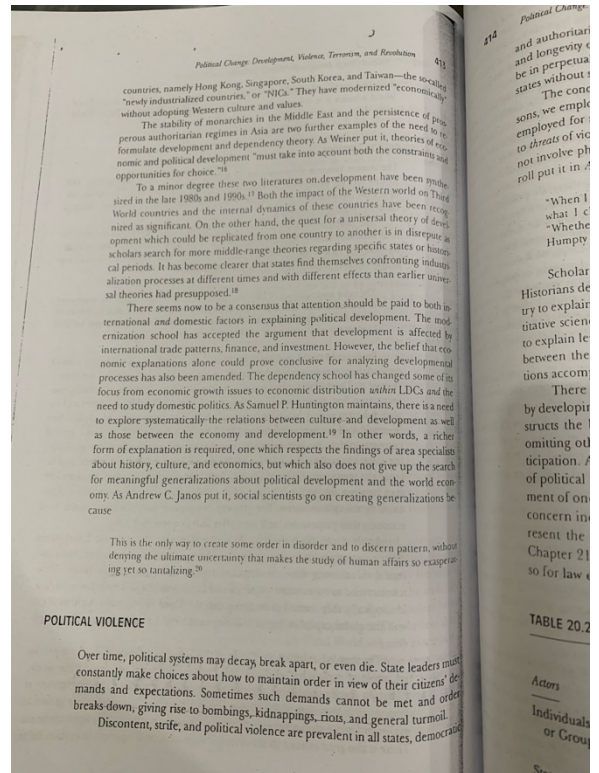 Political Change: Development, Violence, Terrorism, and Revolution 413
countries, namely Hong Kong, Singapore, South Korea, and Taiwan—the so-called
"newly industrialized countries," or "NICs." They have modernized "economically"
without adopting Western culture and values.
The stability of monarchies in the Middle East and the persistence of pros-
perous authoritarian regimes in Asia are two further examples of the need to re-
formulate development and dependency theory. As Weiner put it, theories of eco-
nomic and political development "must take into account both the constraints and
opportunities for choice."16
To a minor degree these two literatures on development have been synthe-
sized in the late 1980s and 1990s.17 Both the impact of the Western world on Third
World countries and the internal dynamics of these countries have been recog-
nized as significant. On the other hand, the quest for a universal theory of devel-
opment which could be replicated from one country to another is in disrepute as
scholars search for more middle-range theories regarding specific states or histori-
cal periods. It has become clearer that states find themselves confronting industri-
alization processes at different times and with different effects than earlier univer-
sal theories had presupposed.18
There seems now to be a consensus that attention should be paid to both in-
ternational and domestic factors in explaining political development. The mod-
ernization school has accepted the argument that development is affected by
international trade patterns, finance, and investment. However, the belief that eco-
nomic explanations alone could prove conclusive for analyzing developmental
processes has also been amended. The dependency school has changed some of its
focus from economic growth issues to economic distribution within LDCs and the
need to study domestic politics. As Samuel P. Huntington maintains, there is a need
to explore systematically the relations between culture and development as well
as those between the economy and development.19 In other words, a richer
form of explanation is required, one which respects the findings of area specialists
about history, culture, and economics, but which also does not give up the search
for meaningful generalizations about political development and the world econ-
omy. As Andrew C. Janos put it, social scientists go on creating generalizations be-
cause
This is the only way to create some order in disorder and to discern pattern, without
denying the ultimate uncertainty that makes the study of human affairs so exasperat-
ing yet so tantalizing.20
POLITICAL VIOLENCE
Over time, political systems may decay, break apart, or even die. State leaders must
constantly make choices about how to maintain order in view of their citizens' de-
mands and expectations. Sometimes such demands cannot be met and order
breaks down, giving rise to bombings, kidnappings, riots, and general turmoil.
Discontent, strife, and political violence are prevalent in all states, democratic
414 Political Change:
and authoritari
and longevity
be in perpetua
states without s
The conc
sons, we emplo
employed for
to threats of vio
not involve ph
roll put it in
"When I
what I c
"Whethe
Humpty
Scholar
Historians de
try to explain
titative scien
to explain le
between the
tions accom
There
by developin
structs the
omitting ot
ticipation. A
of political
ment of on
concern in
resent the
Chapter 21
so for law
TABLE 20.2
Actors
Individuals
or Grou